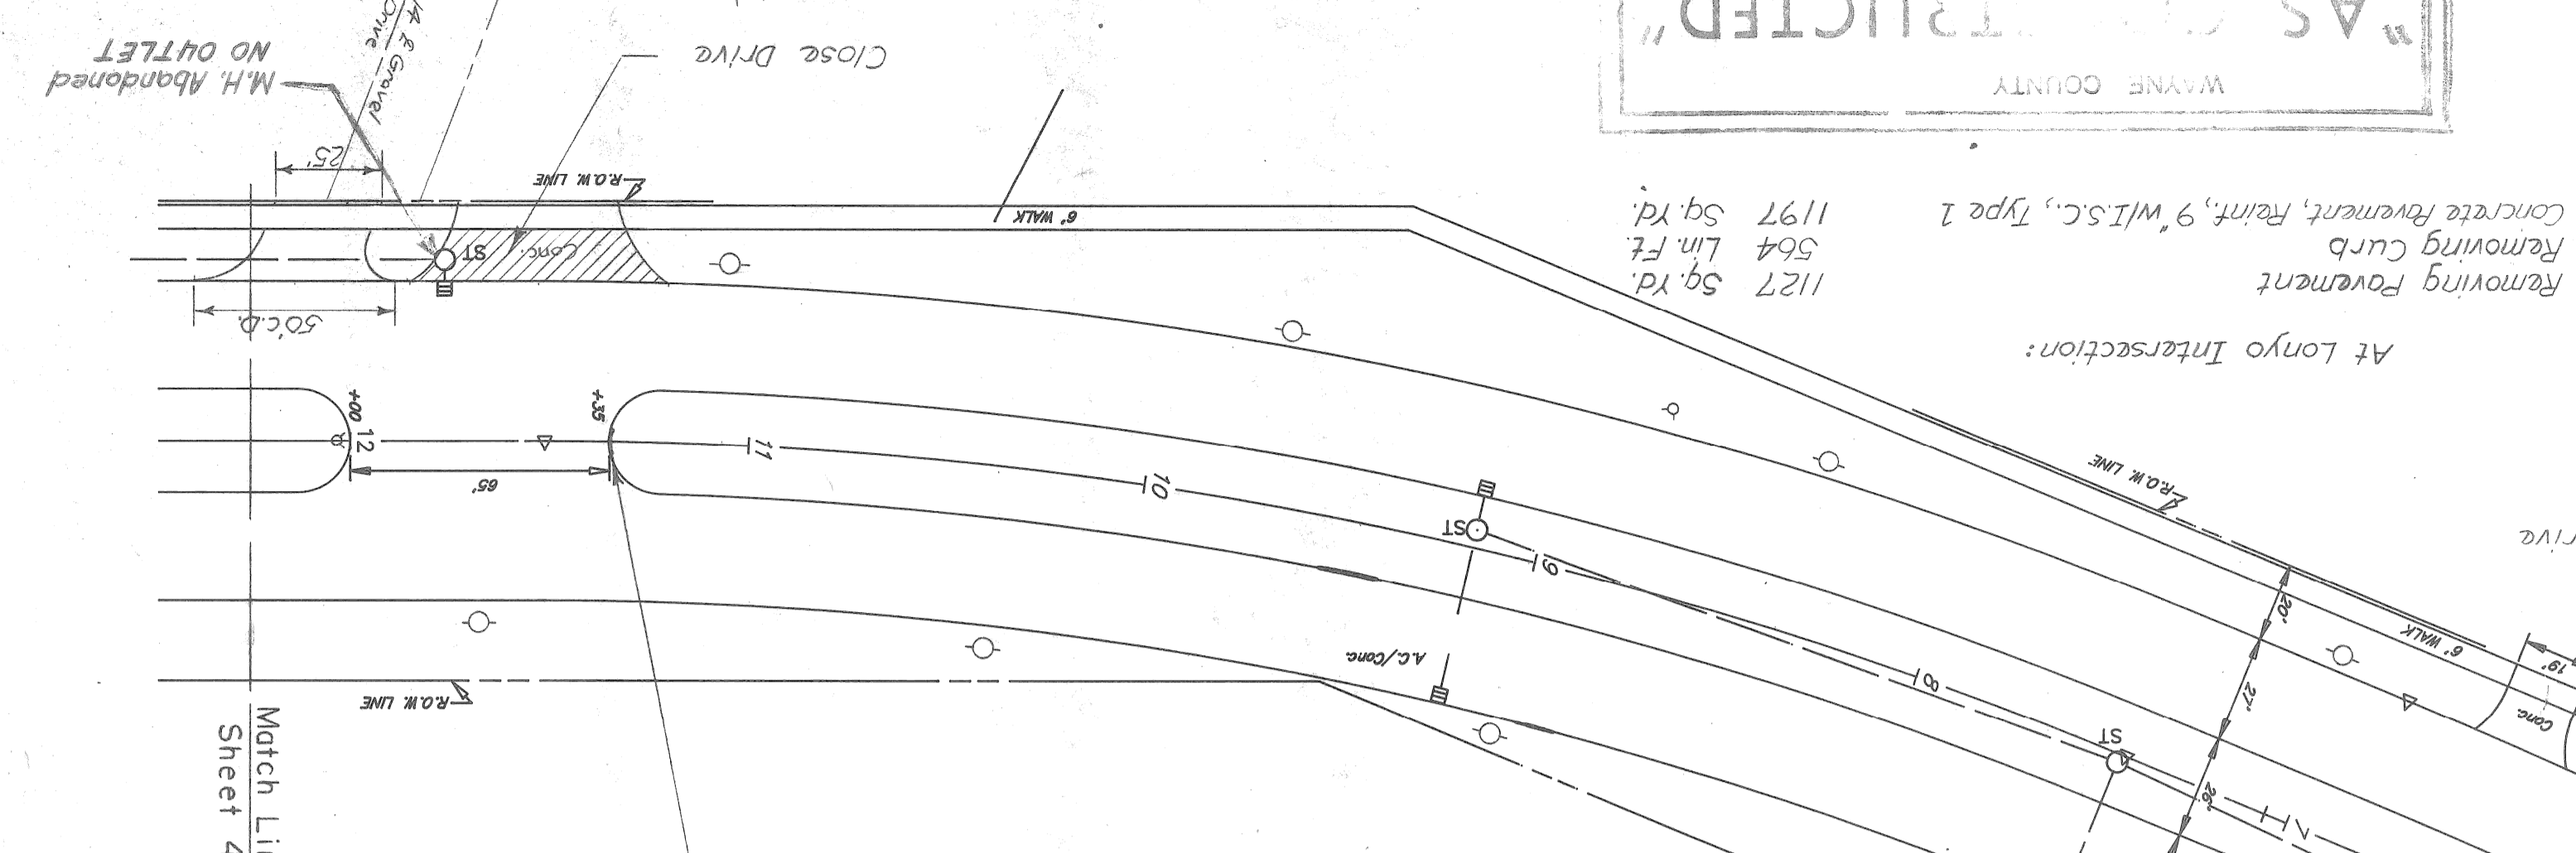 At Lonyo Intersection:
Removing Pavement 1127 Sq. Yd.
Removing Curb 564 Lin. Ft.
Concrete Pavement, Reinf., 9" w/I.S.C., Type 1 1197 Sq. Yd.
WAYNE COUNTY
Close Drive
M.H. Abandoned
NO OUTLET
₵ Gravel
Drive
25'
R.O.W. LINE
6' WALK
Conc.
ST
50' C.D.
+00
12
+35
65'
11
10
9
8
7
ST
A.C./Conc.
R.O.W. LINE
R.O.W. LINE
6' WALK
20'
27'
26'
19'
Conc.
ST
Match
Sheet 4